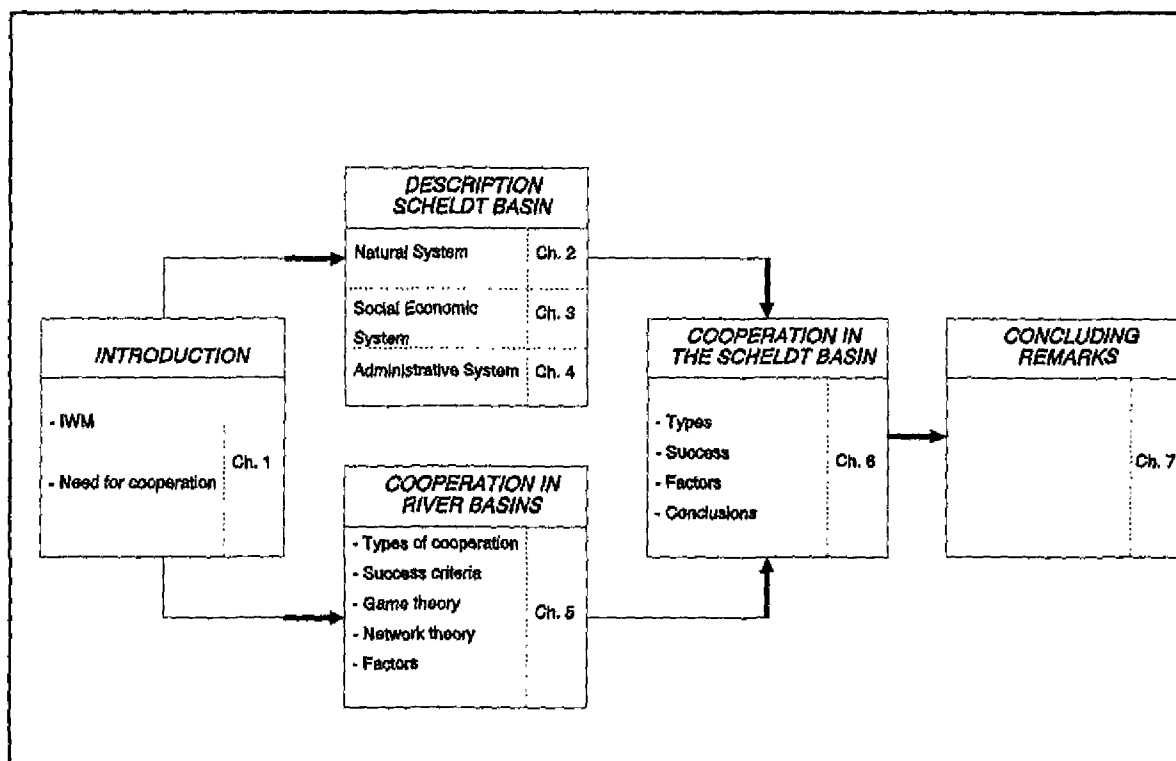 DESCRIPTION
SCHELDT BASIN
Natural System
Ch. 2
Social Economic
System
Ch. 3
Administrative System
Ch. 4
INTRODUCTION
- IWM
- Need for cooperation
Ch. 1
COOPERATION IN
RIVER BASINS
- Types of cooperation
- Success criteria
- Game theory
- Network theory
- Factors
Ch. 5
COOPERATION IN
THE SCHELDT BASIN
- Types
- Success
- Factors
- Conclusions
Ch. 6
CONCLUDING
REMARKS
Ch. 7